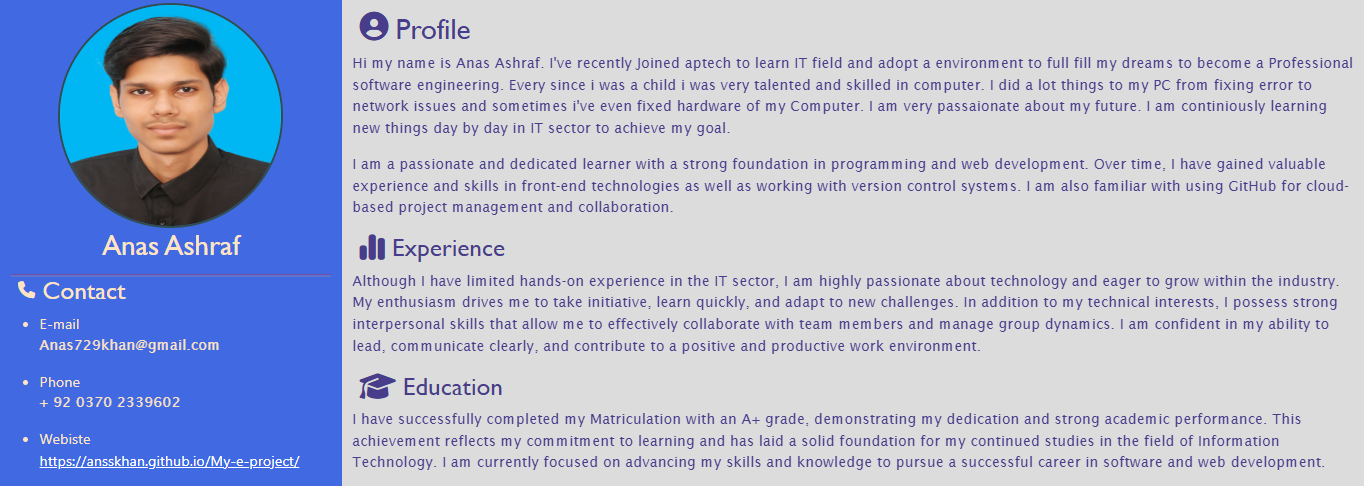 Anas Ashraf
Contact
E-mail
Anas729khan@gmail.com
Phone
+ 92 0370 2339602
Webiste
https://ansskhan.github.io/My-e-project/
Profile
Hi my name is Anas Ashraf. I've recently Joined aptech to learn IT field and adopt a environment to full fill my dreams to become a Professional
software engineering. Every since i was a child i was very talented and skilled in computer. I did a lot things to my PC from fixing error to
network issues and sometimes i've even fixed hardware of my Computer. I am very passaionate about my future. I am continiously learning
new things day by day in IT sector to achieve my goal.
I am a passionate and dedicated learner with a strong foundation in programming and web development. Over time, I have gained valuable
experience and skills in front-end technologies as well as working with version control systems. I am also familiar with using GitHub for cloud-
based project management and collaboration.
Experience
Although I have limited hands-on experience in the IT sector, I am highly passionate about technology and eager to grow within the industry.
My enthusiasm drives me to take initiative, learn quickly, and adapt to new challenges. In addition to my technical interests, I possess strong
interpersonal skills that allow me to effectively collaborate with team members and manage group dynamics. I am confident in my ability to
lead, communicate clearly, and contribute to a positive and productive work environment.
Education
I have successfully completed my Matriculation with an A+ grade, demonstrating my dedication and strong academic performance. This
achievement reflects my commitment to learning and has laid a solid foundation for my continued studies in the field of Information
Technology. I am currently focused on advancing my skills and knowledge to pursue a successful career in software and web development.